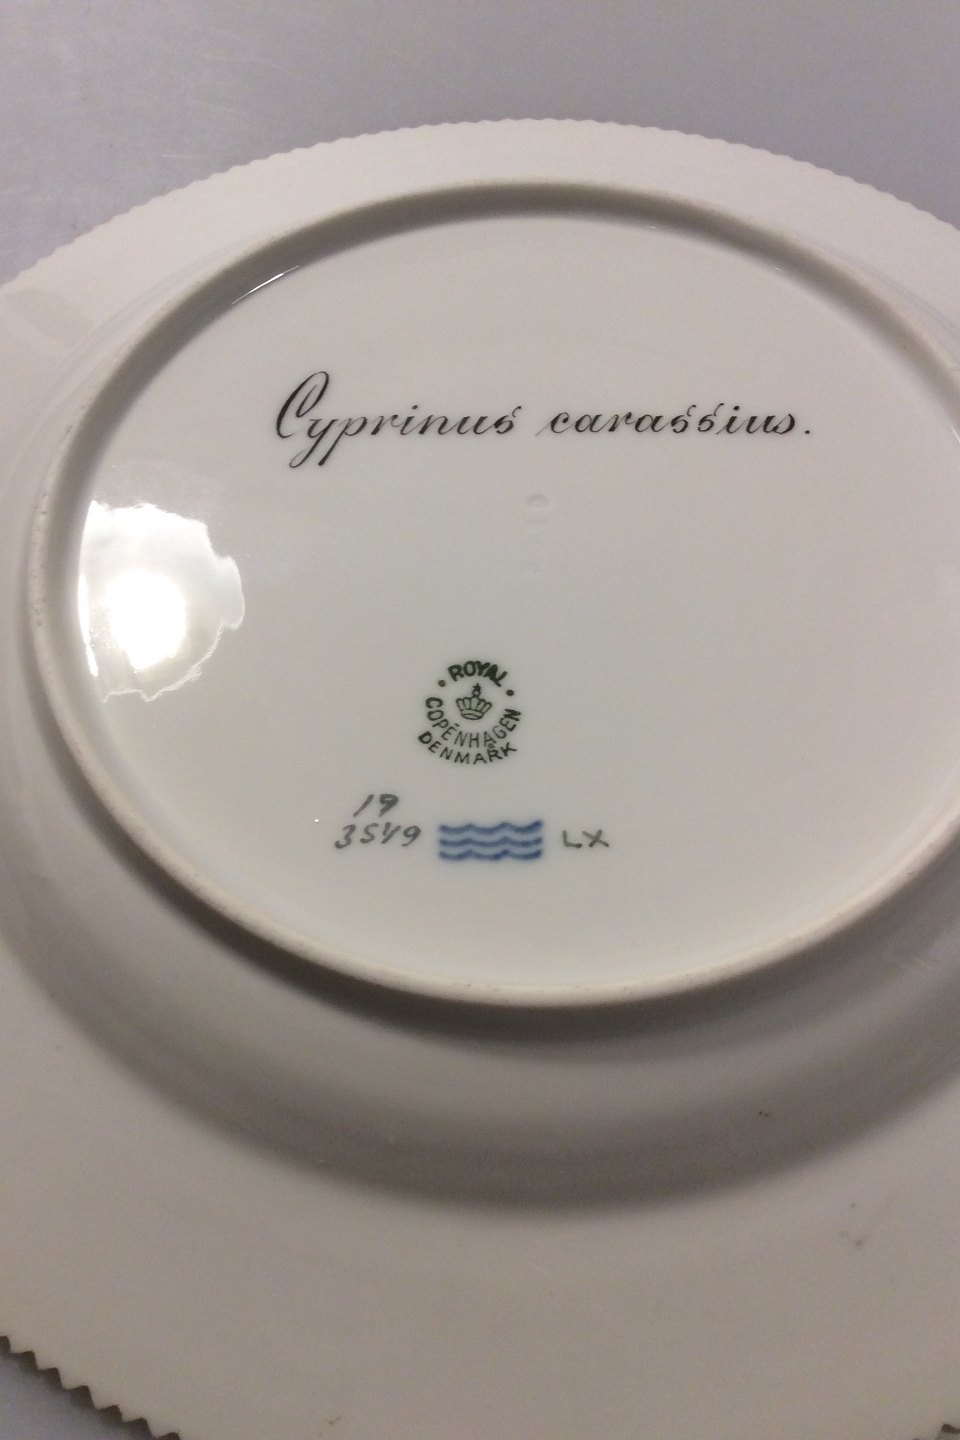 Cyprinus carassius.
ROYAL
COPENHAGEN
DENMARK
19
3549 LX